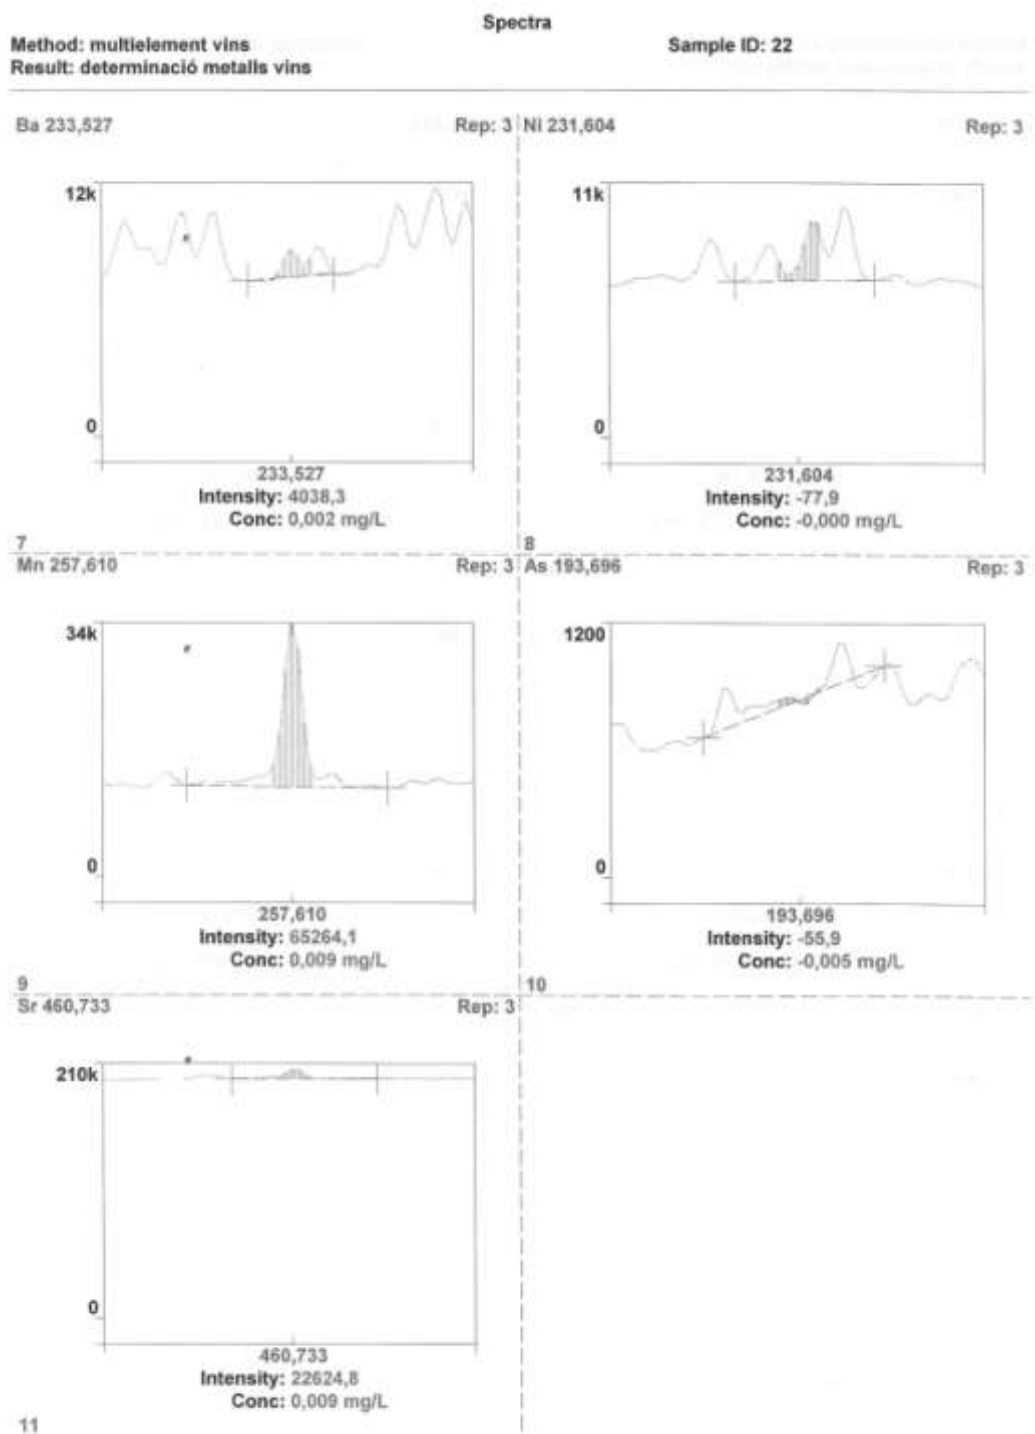 Spectra
Method: multielement vins
Sample ID: 22
Result: determinació metalls vins
Ba 233,527
Rep: 3
12k
0
233,527
Intensity: 4038,3
Conc: 0,002 mg/L
7
Ni 231,604
Rep: 3
11k
0
231,604
Intensity: -77,9
Conc: -0,000 mg/L
8
Mn 257,610
Rep: 3
34k
0
257,610
Intensity: 65264,1
Conc: 0,009 mg/L
9
As 193,696
Rep: 3
1200
0
193,696
Intensity: -55,9
Conc: -0,005 mg/L
10
Sr 460,733
Rep: 3
210k
0
460,733
Intensity: 22624,8
Conc: 0,009 mg/L
11